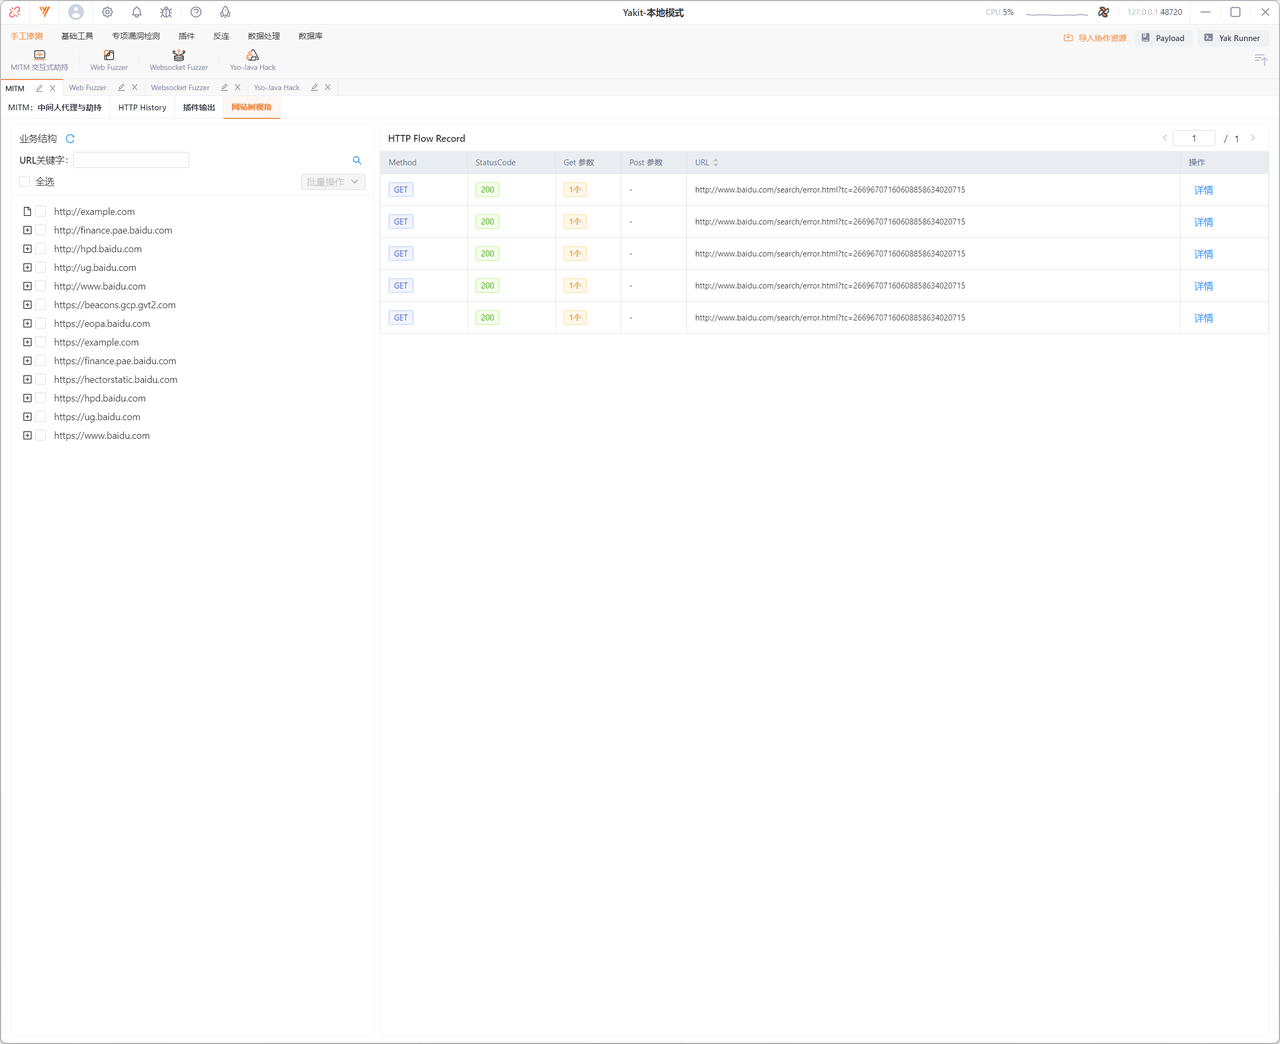 Yakit-本地模式
CPU 5%
127.0.0.1 48720
手工渗测 基础工具 专项漏洞检测 插件 反连 数据处理 数据库
导入协作资源 Payload Yak Runner
MITM 交互式劫持 Web Fuzzer Websocket Fuzzer Yso-Java Hack
MITM Web Fuzzer Websocket Fuzzer Yso-Java Hack
MITM：中间人代理与劫持 HTTP History 插件输出 网站树视角
业务结构
URL关键字:
全选 批量操作
http://example.com
http://finance.pae.baidu.com
http://hpd.baidu.com
http://ug.baidu.com
http://www.baidu.com
https://beacons.gcp.gvt2.com
https://eopa.baidu.com
https://example.com
https://finance.pae.baidu.com
https://hectorstatic.baidu.com
https://hpd.baidu.com
https://ug.baidu.com
https://www.baidu.com
HTTP Flow Record 1 / 1
Method StatusCode Get 参数 Post 参数 URL 操作
GET 200 1个 - http://www.baidu.com/search/error.html?tc=26696707160608858634020715 详情
GET 200 1个 - http://www.baidu.com/search/error.html?tc=26696707160608858634020715 详情
GET 200 1个 - http://www.baidu.com/search/error.html?tc=26696707160608858634020715 详情
GET 200 1个 - http://www.baidu.com/search/error.html?tc=26696707160608858634020715 详情
GET 200 1个 - http://www.baidu.com/search/error.html?tc=26696707160608858634020715 详情